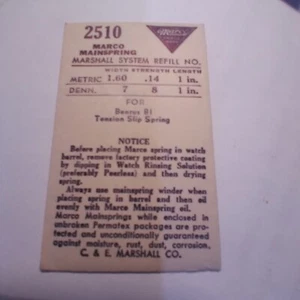 2510
MARCO
MAINSPRING
MARSHALL SYSTEM REFILL NO.
WIDTH STRENGTH LENGTH
METRIC 1.60 .14 1 in.
DENN. 7 8 1 in.
FOR
Benrus B1
Tension Slip Spring
NOTICE
Before placing Marco spring in watch
barrel, remove factory protective coating
by dipping in Watch Rinsing Solution
(preferably Peerless) and then drying
spring.
Always use mainspring winder when
placing spring in barrel and then oil
evenly with Marco Mainspring oil.
Marco Mainsprings while enclosed in
unbroken Permatex packages are pro-
tected and unconditionally guaranteed
against moisture, rust, dust, corrosion.
C. & E. MARSHALL CO.